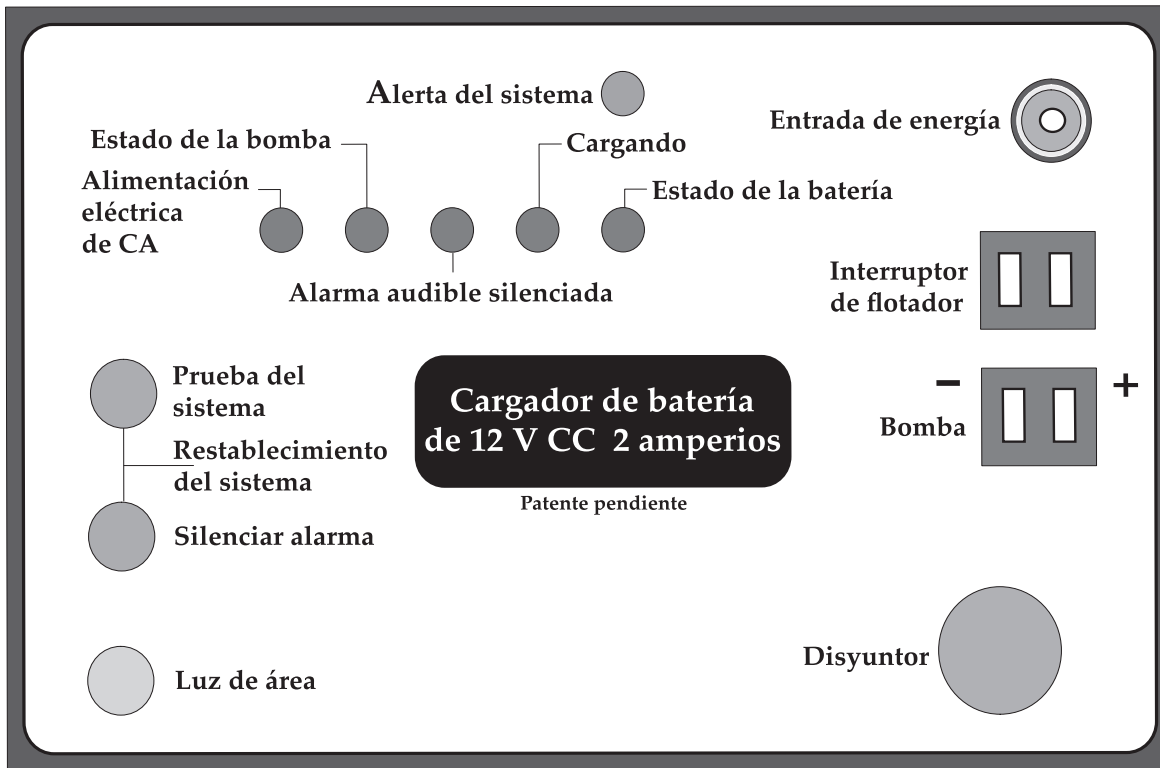 Alerta del sistema
Entrada de energía
Estado de la bomba
Cargando
Alimentación
eléctrica
de CA
Estado de la batería
Alarma audible silenciada
Interruptor
de flotador
Prueba del
sistema
Restablecimiento
del sistema
Silenciar alarma
Cargador de batería
de 12 V CC 2 amperios
Patente pendiente
− +
Bomba
Luz de área
Disyuntor